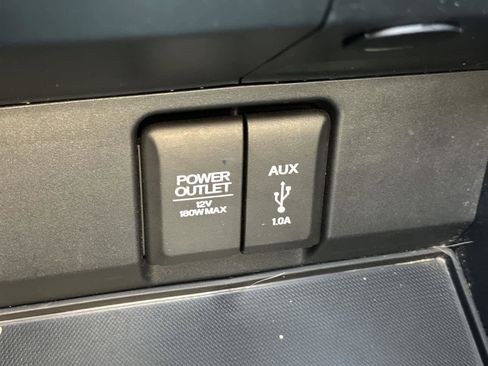 POWER
OUTLET
12V
180W MAX
AUX
1.0A